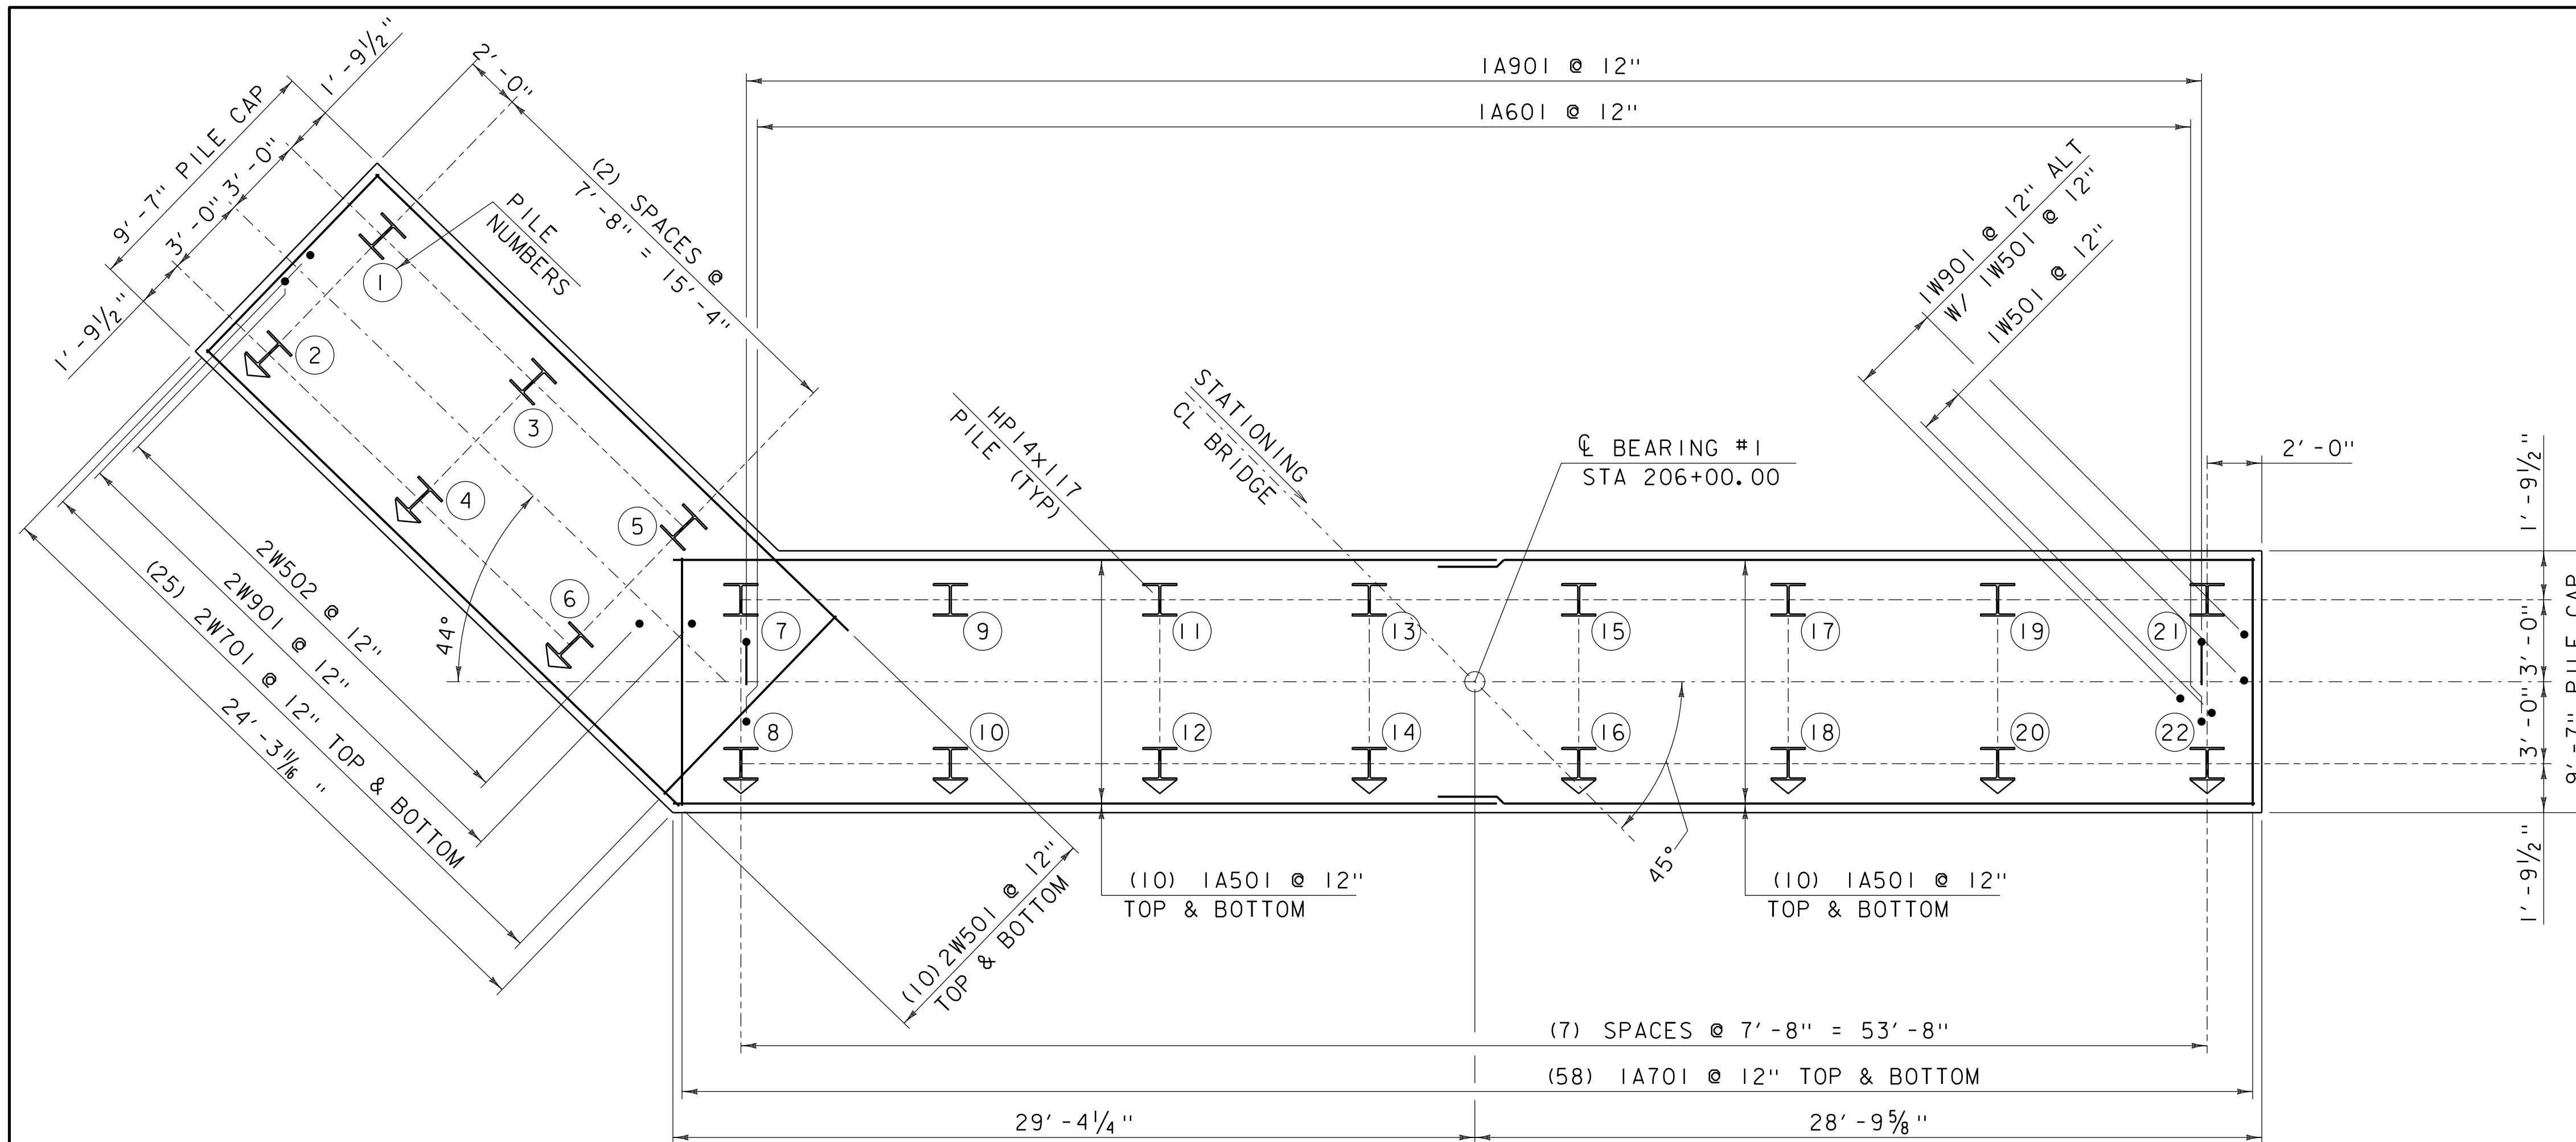 1A901 @ 12"
1A601 @ 12"
1'-9½"
2'-0"
9'-7" PILE CAP
3'-0"
3'-0"
1'-9½"
PILE
NUMBERS
(2) SPACES @
7'-8" = 15'-4"
1W901 @ 12" ALT
W/ 1W501 @ 12"
1W501 @ 12"
HP14x117
PILE (TYP)
STATIONING
CL BRIDGE
℄ BEARING #1
STA 206+00.00
2'-0"
1'-9½"
3'-0"
3'-0"
1'-9½"
9'-7" PILE CAP
1
2
3
4
5
6
7
8
9
10
11
12
13
14
15
16
17
18
19
20
21
22
44°
45°
2W502 @ 12"
2W901 @ 12"
(25) 2W701 @ 12" TOP & BOTTOM
24'-3 11/16"
(10) 2W501 @ 12"
TOP & BOTTOM
(10) 1A501 @ 12"
TOP & BOTTOM
(10) 1A501 @ 12"
TOP & BOTTOM
(7) SPACES @ 7'-8" = 53'-8"
(58) 1A701 @ 12" TOP & BOTTOM
29'-4¼"
28'-9⅝"